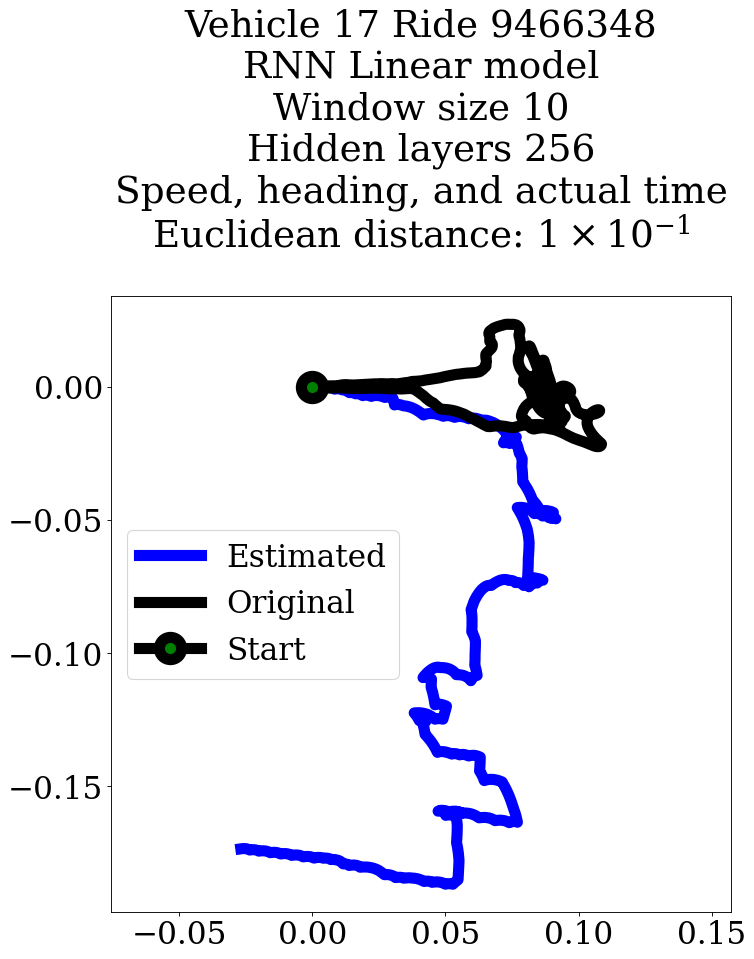 Vehicle 17 Ride 9466348
RNN Linear model
Window size 10
Hidden layers 256
Speed, heading, and actual time
Euclidean distance: 1 × 10⁻¹
0.00
−0.05
−0.10
−0.15
Estimated
Original
Start
−0.05 0.00 0.05 0.10 0.15